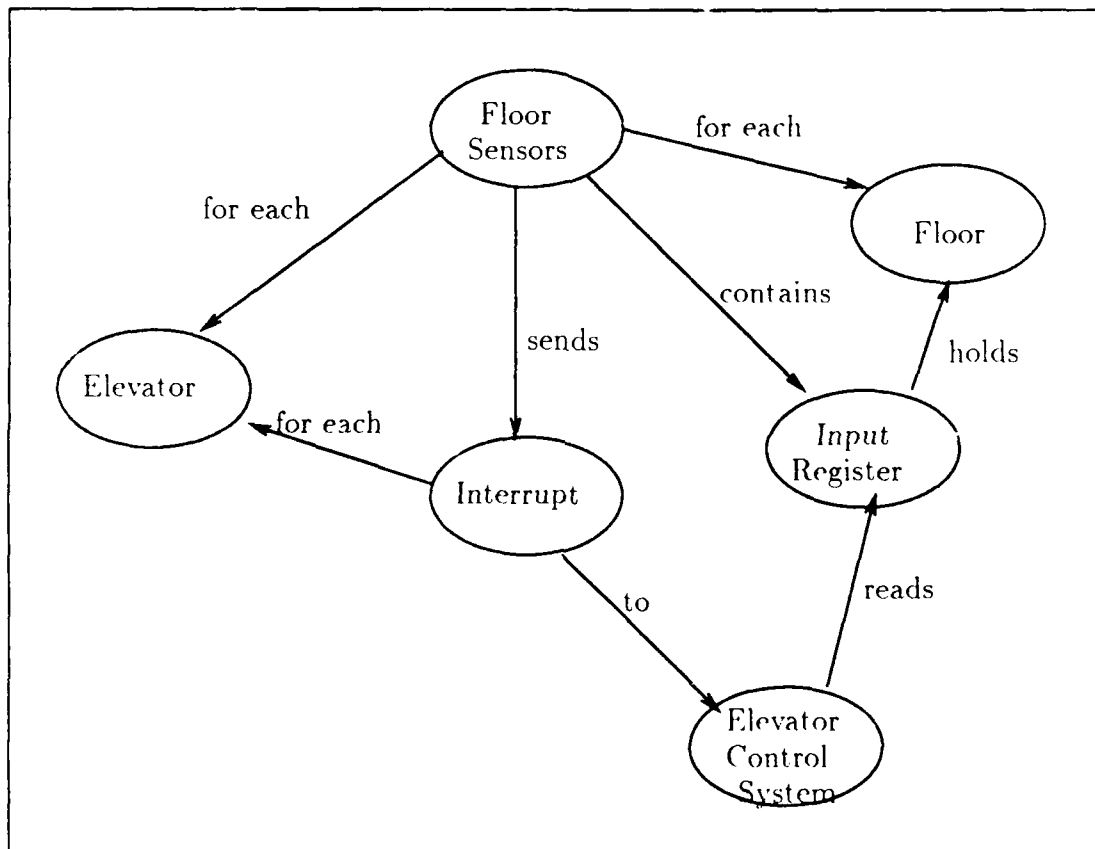 Floor
Sensors
for each
for each
Floor
contains
sends
holds
Elevator
for each
Input
Register
Interrupt
reads
to
Elevator
Control
System